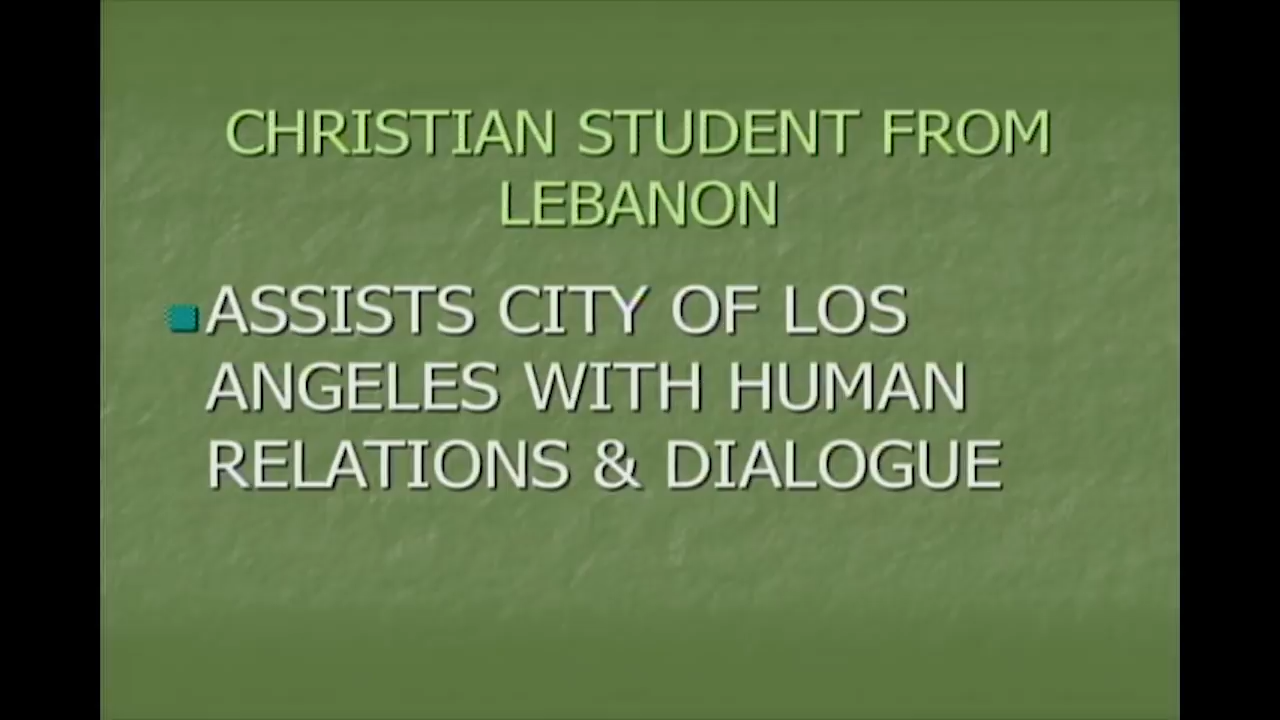 CHRISTIAN STUDENT FROM
LEBANON
ASSISTS CITY OF LOS
ANGELES WITH HUMAN
RELATIONS & DIALOGUE